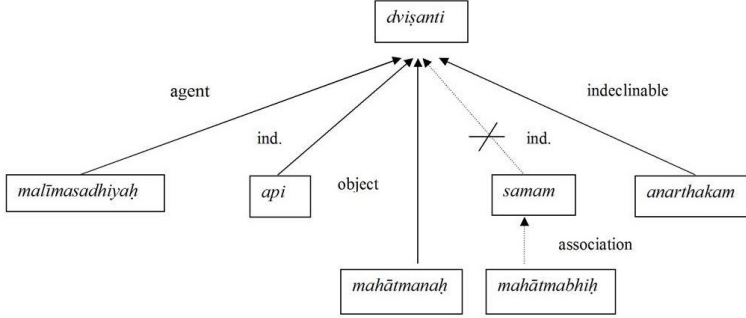 dviṣanti
agent
indeclinable
ind.
ind.
malīmasadhiyaḥ
api
object
samam
anarthakam
association
mahātmanaḥ
mahātmabhiḥ